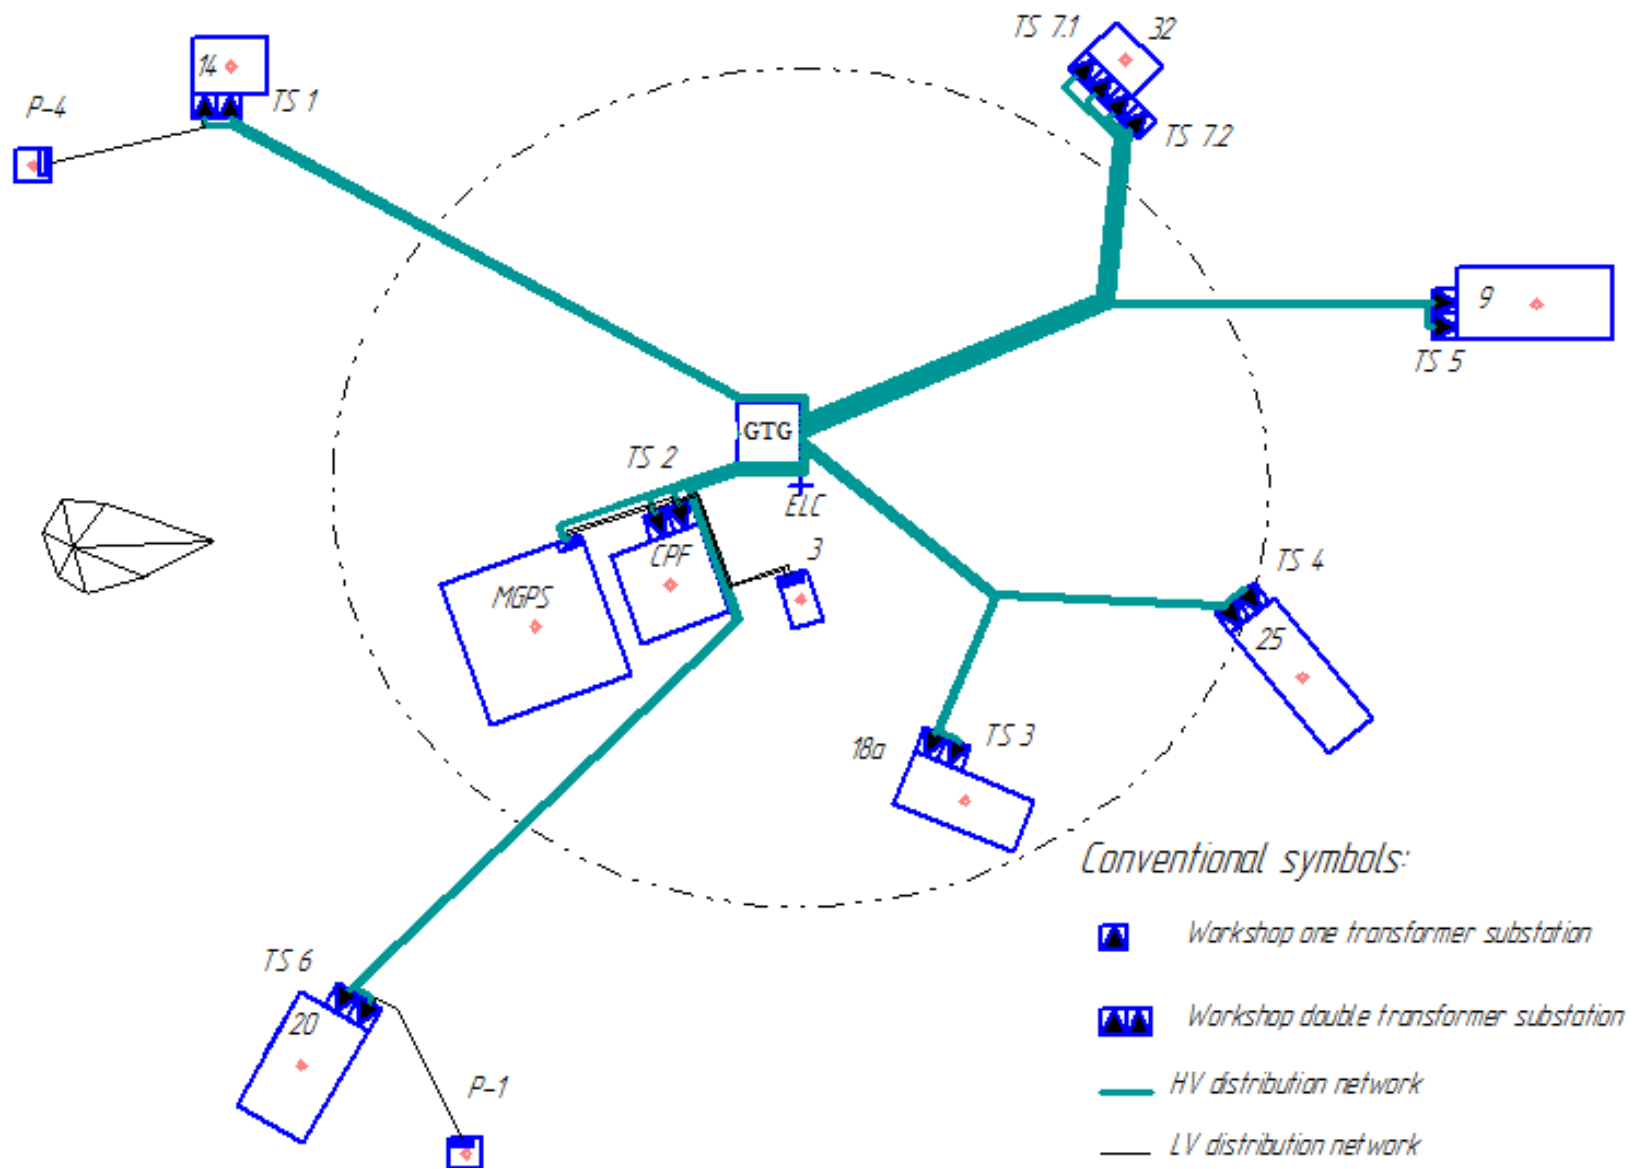 TS 7.1
32
14
TS 1
P-4
TS 7.2
9
TS 5
GTG
TS 2
ELC
CPF
3
MGPS
TS 4
25
18a
TS 3
Conventional symbols:
Workshop one transformer substation
TS 6
Workshop double transformer substation
20
P-1
HV distribution network
LV distribution network